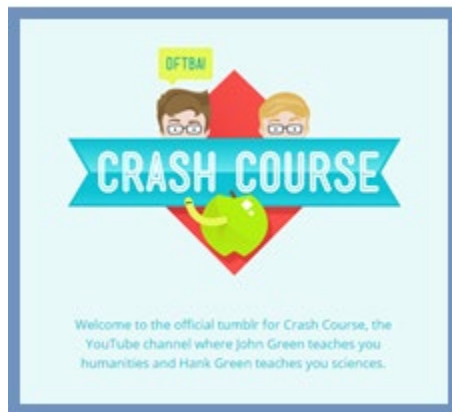 DFTBA!
CRASH COURSE
Welcome to the official tumblr for Crash Course, the
YouTube channel where John Green teaches you
humanities and Hank Green teaches you sciences.